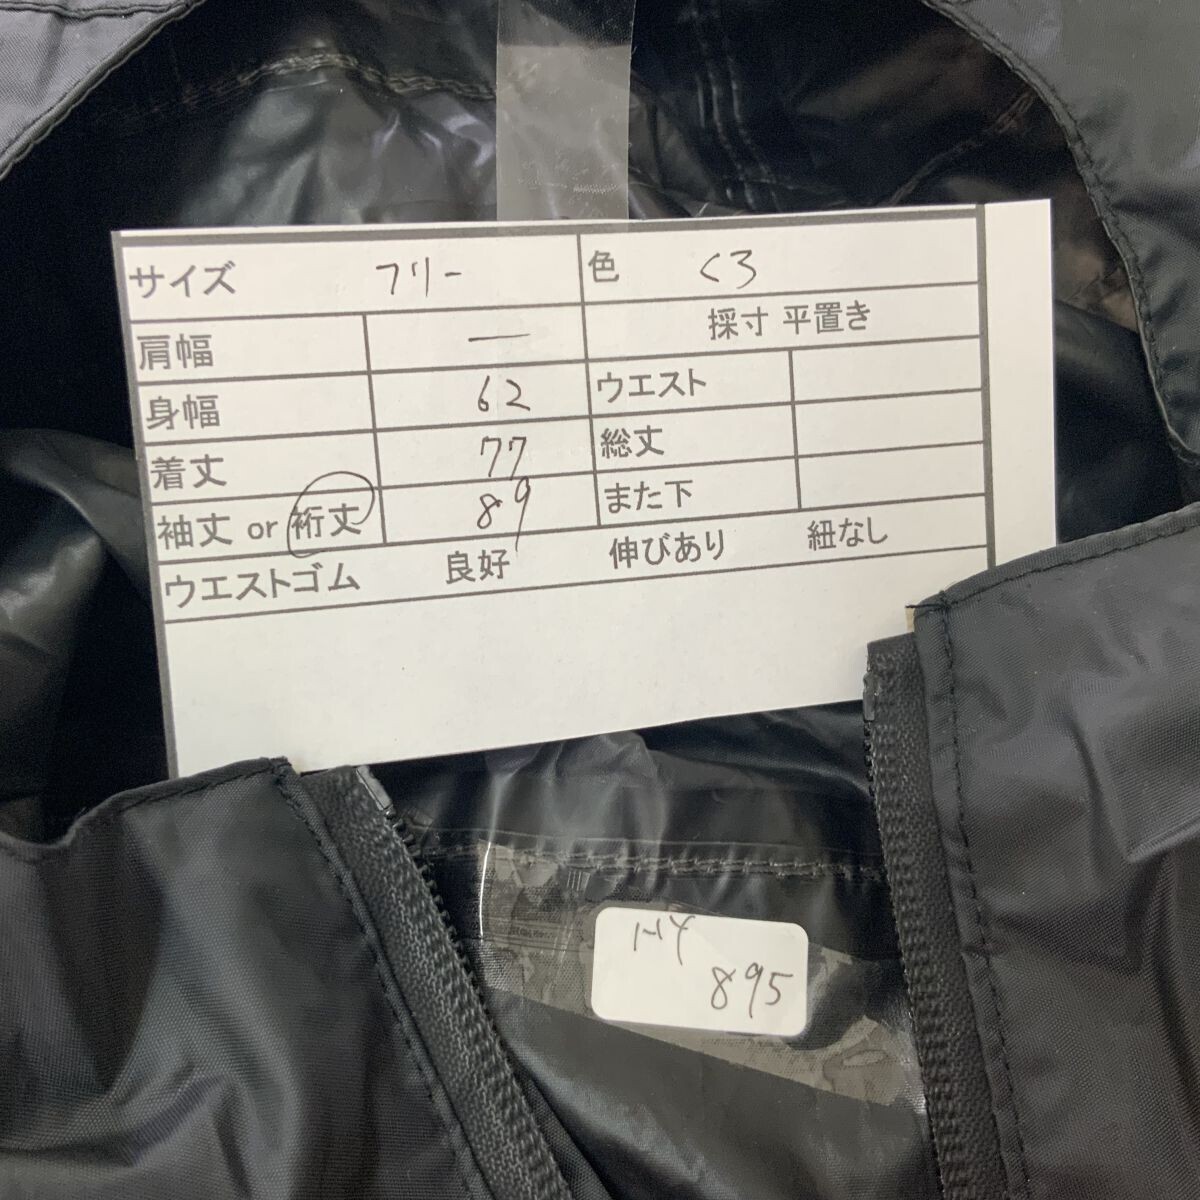 サイズ フリー 色 くろ
肩幅 — 採寸 平置き
身幅 62 ウエスト
着丈 77 総丈
袖丈 or 裄丈 89 また下
ウエストゴム 良好 伸びあり 紐なし
895